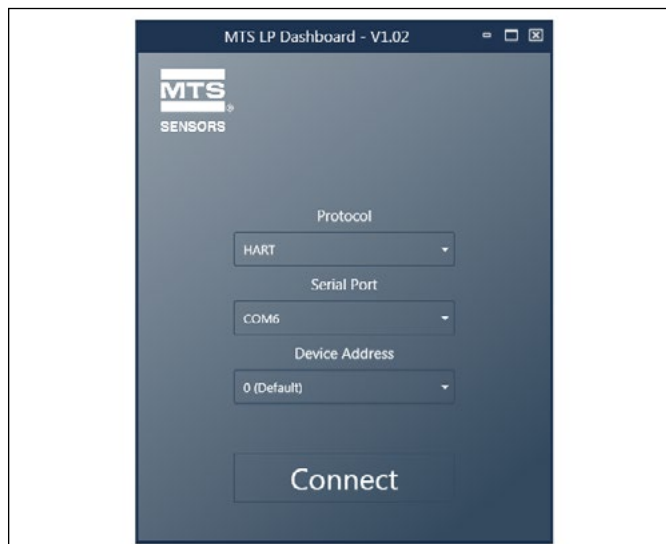 MTS LP Dashboard - V1.02
MTS®
SENSORS
Protocol
HART
Serial Port
COM6
Device Address
0 (Default)
Connect